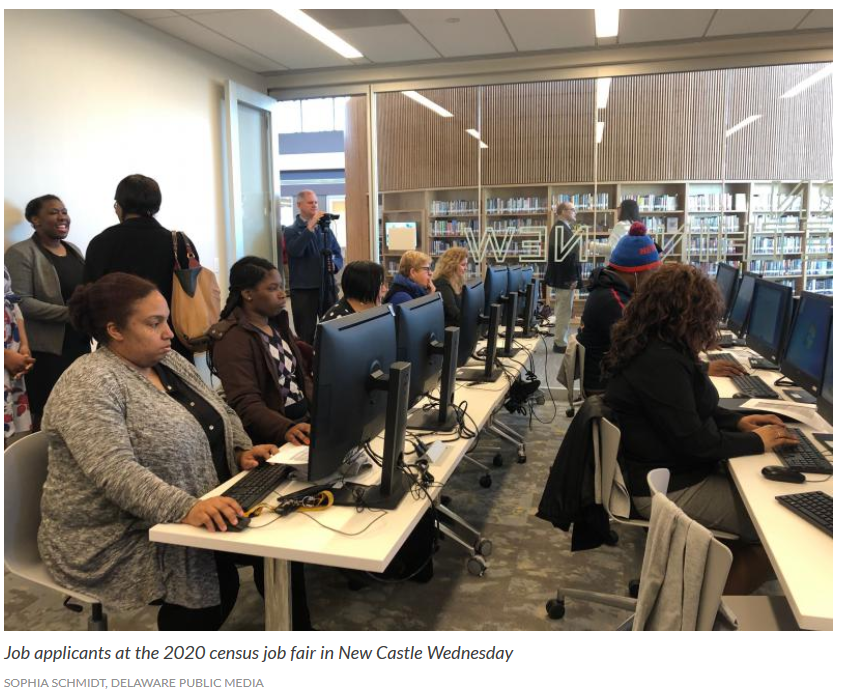 Job applicants at the 2020 census job fair in New Castle Wednesday
SOPHIA SCHMIDT, DELAWARE PUBLIC MEDIA